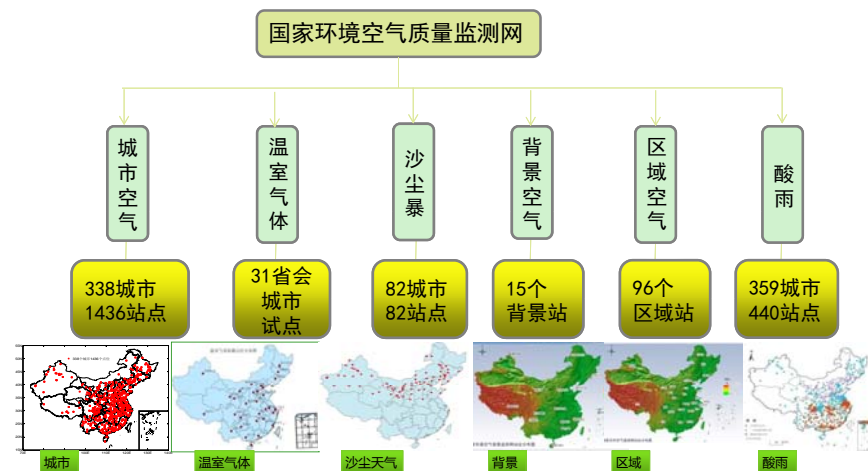 国家环境空气质量监测网
城市空气
温室气体
沙尘暴
背景空气
区域空气
酸雨
338城市
1436站点
31省会
城市
试点
82城市
82站点
15个
背景站
96个
区域站
359城市
440站点
城市
温室气体
沙尘天气
背景
区域
酸雨